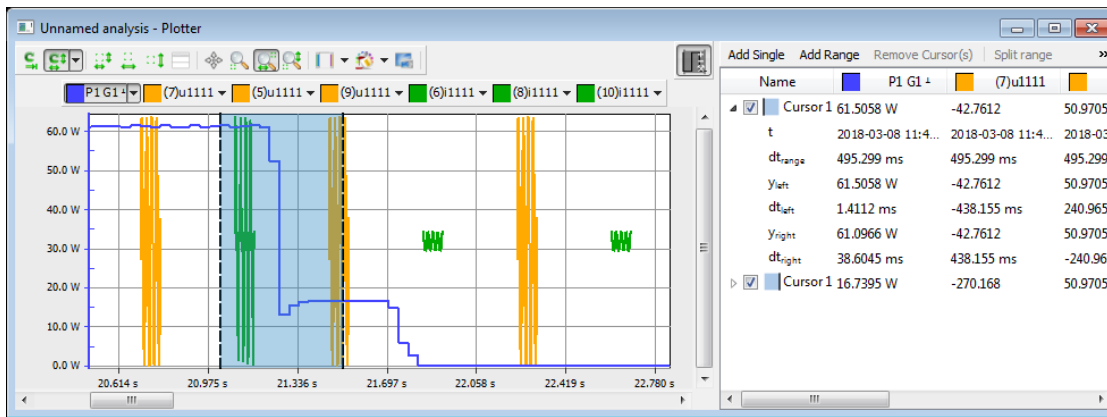 Unnamed analysis - Plotter
P1 G1 (7)u1111 (5)u1111 (9)u1111 (6)i1111 (8)i1111 (10)i1111
60.0 W
50.0 W
40.0 W
30.0 W
20.0 W
10.0 W
0.0 W
20.614 s 20.975 s 21.336 s 21.697 s 22.058 s 22.419 s 22.780 s
Add Single Add Range Remove Cursor(s) Split range »
Name P1 G1 (7)u1111
Cursor 1 61.5058 W -42.7612 50.9705
t 2018-03-08 11:4... 2018-03-08 11:4... 2018-03
dtrange 495.299 ms 495.299 ms 495.299
yleft 61.5058 W -42.7612 50.9705
dtleft 1.4112 ms -438.155 ms 240.965
yright 61.0966 W -42.7612 50.9705
dtright 38.6045 ms 438.155 ms -240.96
Cursor 1 16.7395 W -270.168 50.9705